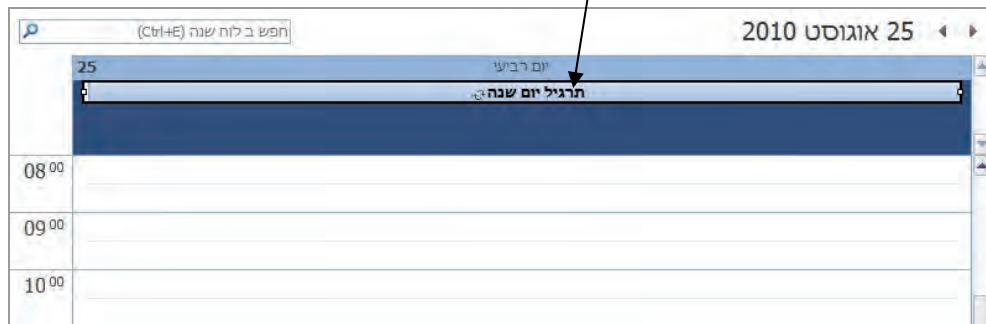 25 אוגוסט 2010
חפש ב לוח שנה (Ctrl+E)
יום רביעי
25
תרגיל יום שנה
08 00
09 00
10 00